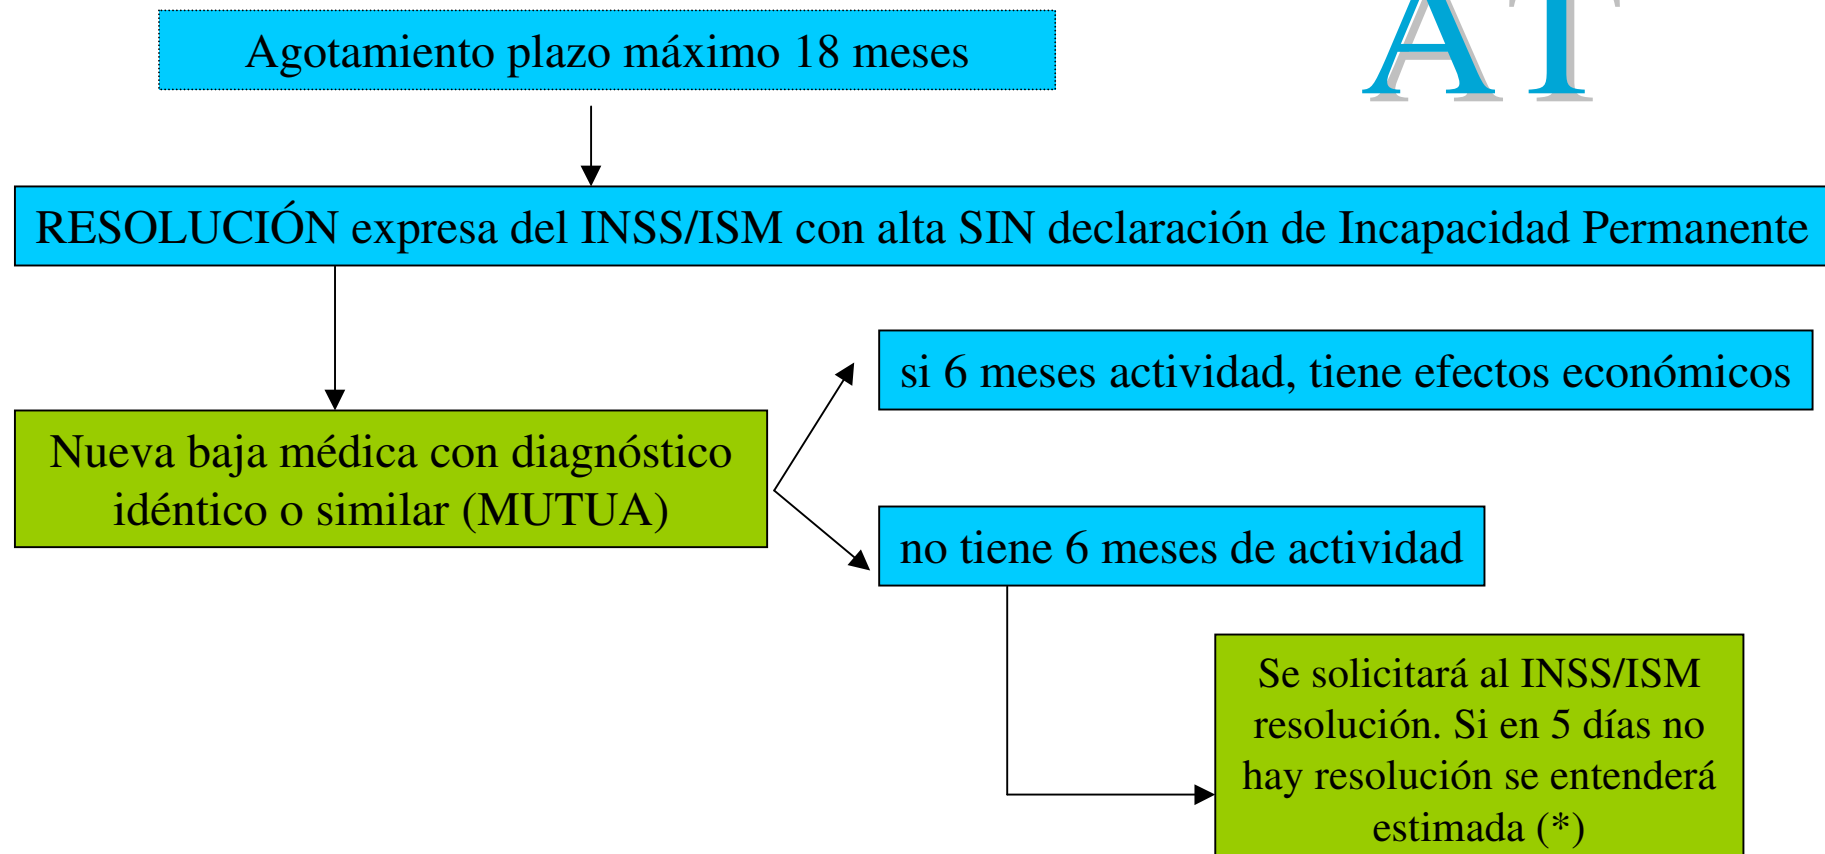 AT
Agotamiento plazo máximo 18 meses
RESOLUCIÓN expresa del INSS/ISM con alta SIN declaración de Incapacidad Permanente
si 6 meses actividad, tiene efectos económicos
Nueva baja médica con diagnóstico
idéntico o similar (MUTUA)
no tiene 6 meses de actividad
Se solicitará al INSS/ISM
resolución. Si en 5 días no
hay resolución se entenderá
estimada (*)